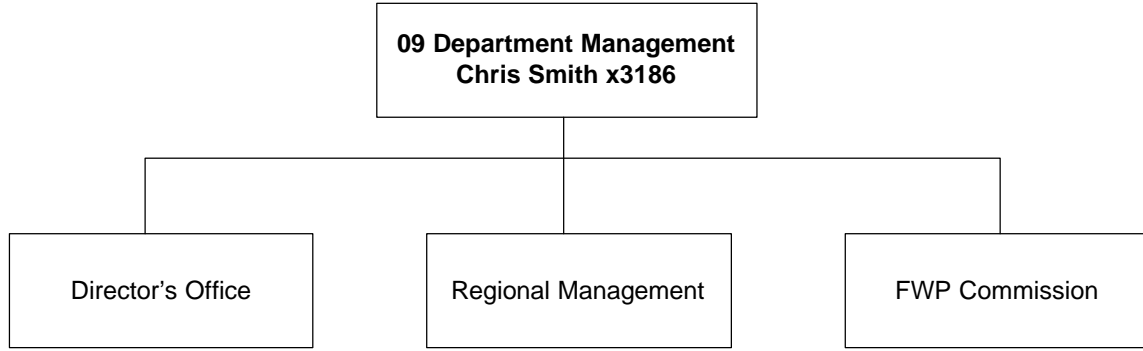 09 Department Management
Chris Smith x3186
Director’s Office
Regional Management
FWP Commission